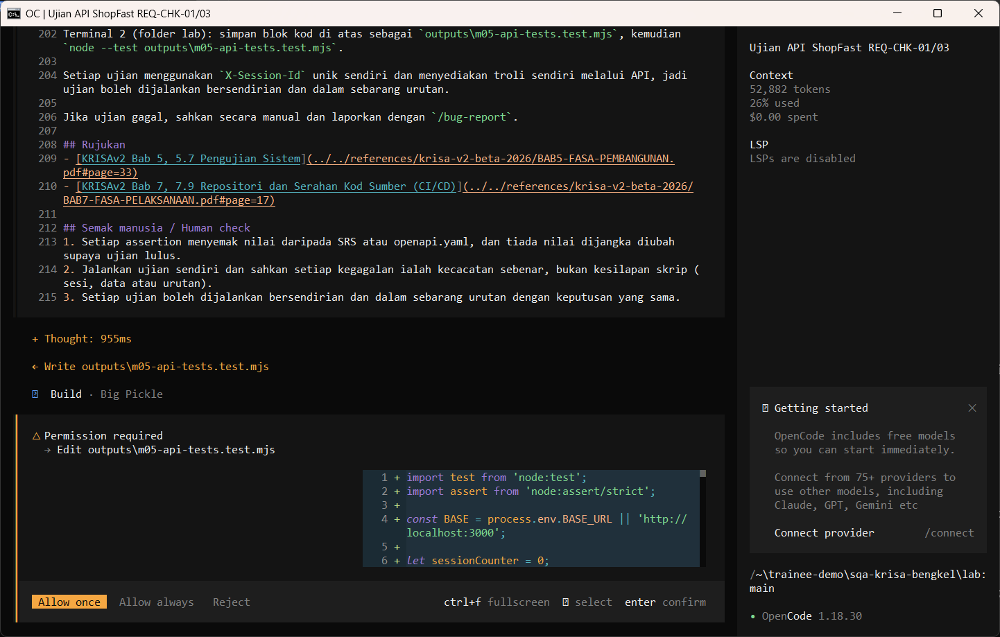 OC | Ujian API ShopFast REQ-CHK-01/03
202 Terminal 2 (folder lab): simpan blok kod di atas sebagai `outputs\m05-api-tests.test.mjs`, kemudian
`node --test outputs\m05-api-tests.test.mjs`.
203
204 Setiap ujian menggunakan `X-Session-Id` unik sendiri dan menyediakan troli sendiri melalui API, jadi
ujian boleh dijalankan bersendirian dan dalam sebarang urutan.
205
206 Jika ujian gagal, sahkan secara manual dan laporkan dengan `/bug-report`.
207
208 ## Rujukan
209 - [KRISAv2 Bab 5, 5.7 Pengujian Sistem](../../references/krisa-v2-beta-2026/BAB5-FASA-PEMBANGUNAN.
pdf#page=33)
210 - [KRISAv2 Bab 7, 7.9 Repositori dan Serahan Kod Sumber (CI/CD)](../../references/krisa-v2-beta-2026/
BAB7-FASA-PELAKSANAAN.pdf#page=17)
211
212 ## Semak manusia / Human check
213 1. Setiap assertion menyemak nilai daripada SRS atau openapi.yaml, dan tiada nilai dijangka diubah
supaya ujian lulus.
214 2. Jalankan ujian sendiri dan sahkan setiap kegagalan ialah kecacatan sebenar, bukan kesilapan skrip (
sesi, data atau urutan).
215 3. Setiap ujian boleh dijalankan bersendirian dan dalam sebarang urutan dengan keputusan yang sama.
+ Thought: 955ms
← Write outputs\m05-api-tests.test.mjs
Build · Big Pickle
△ Permission required
→ Edit outputs\m05-api-tests.test.mjs
1 + import test from 'node:test';
2 + import assert from 'node:assert/strict';
3 +
4 + const BASE = process.env.BASE_URL || 'http://
localhost:3000';
5 +
6 + let sessionCounter = 0;
Allow once Allow always Reject
ctrl+f fullscreen select enter confirm
Ujian API ShopFast REQ-CHK-01/03
Context
52,882 tokens
26% used
$0.00 spent
LSP
LSPs are disabled
Getting started
OpenCode includes free models
so you can start immediately.
Connect from 75+ providers to
use other models, including
Claude, GPT, Gemini etc
Connect provider /connect
/~\trainee-demo\sqa-krisa-bengkel\lab:
main
• OpenCode 1.18.30